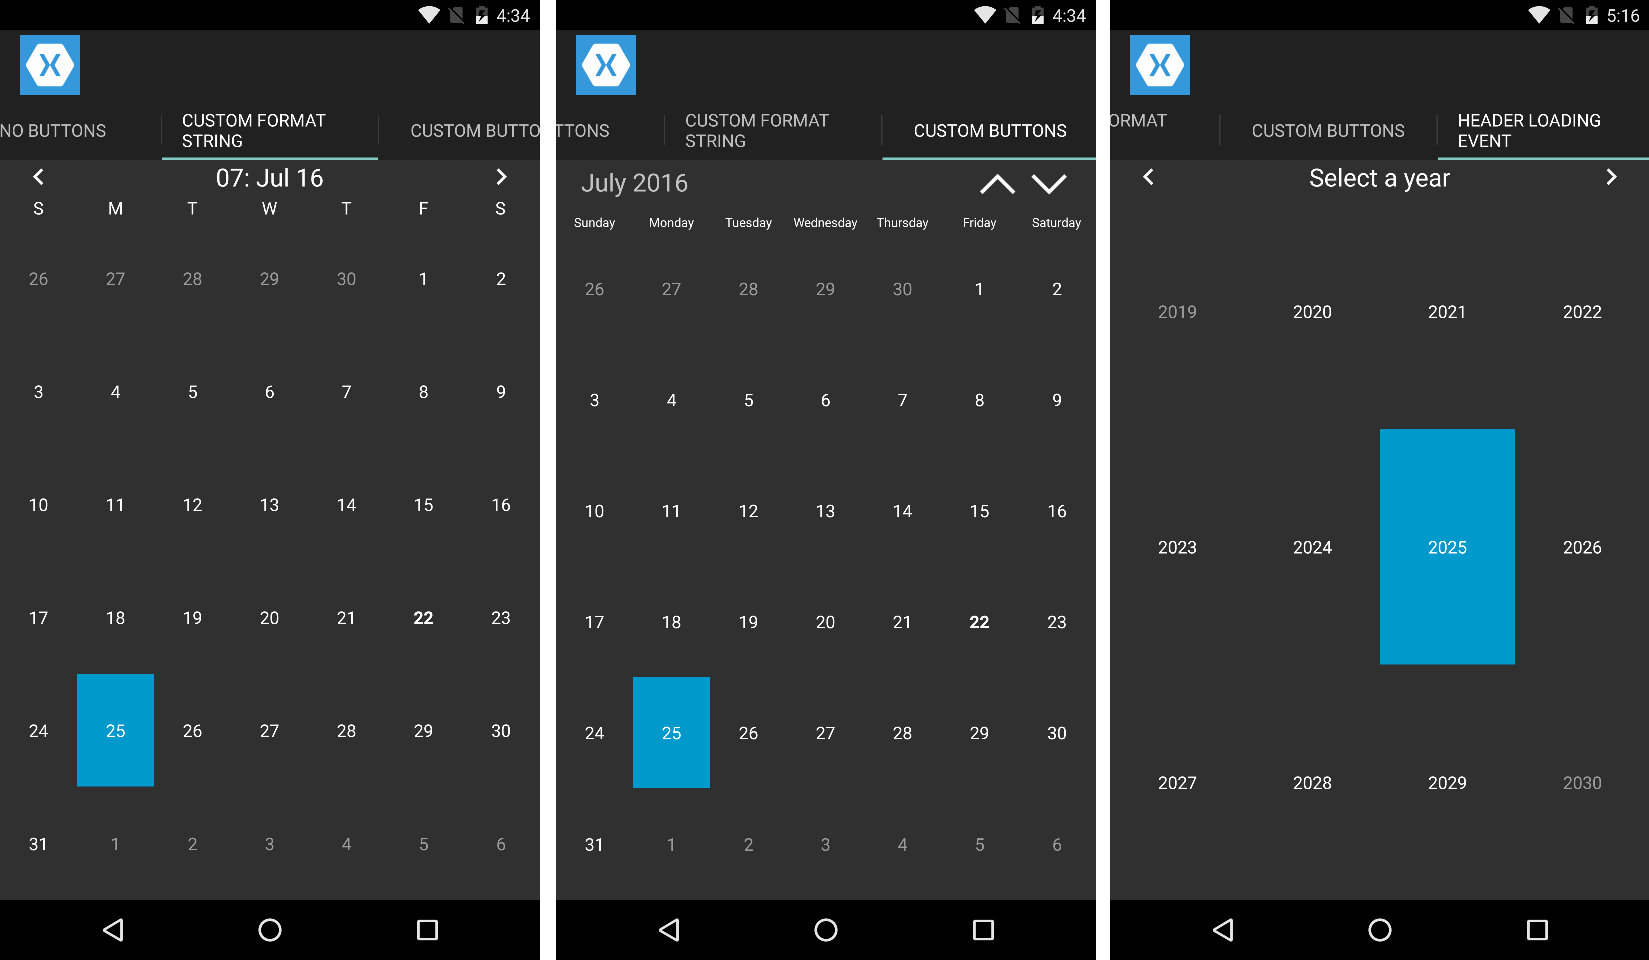 4:34
NO BUTTONS
CUSTOM FORMAT
STRING
CUSTOM BUTTO
07: Jul 16
S M T W T F S
26 27 28 29 30 1 2
3 4 5 6 7 8 9
10 11 12 13 14 15 16
17 18 19 20 21 22 23
24 25 26 27 28 29 30
31 1 2 3 4 5 6
4:34
TTONS
CUSTOM FORMAT
STRING
CUSTOM BUTTONS
July 2016
Sunday Monday Tuesday Wednesday Thursday Friday Saturday
26 27 28 29 30 1 2
3 4 5 6 7 8 9
10 11 12 13 14 15 16
17 18 19 20 21 22 23
24 25 26 27 28 29 30
31 1 2 3 4 5 6
5:16
ORMAT
CUSTOM BUTTONS
HEADER LOADING
EVENT
Select a year
2019 2020 2021 2022
2023 2024 2025 2026
2027 2028 2029 2030